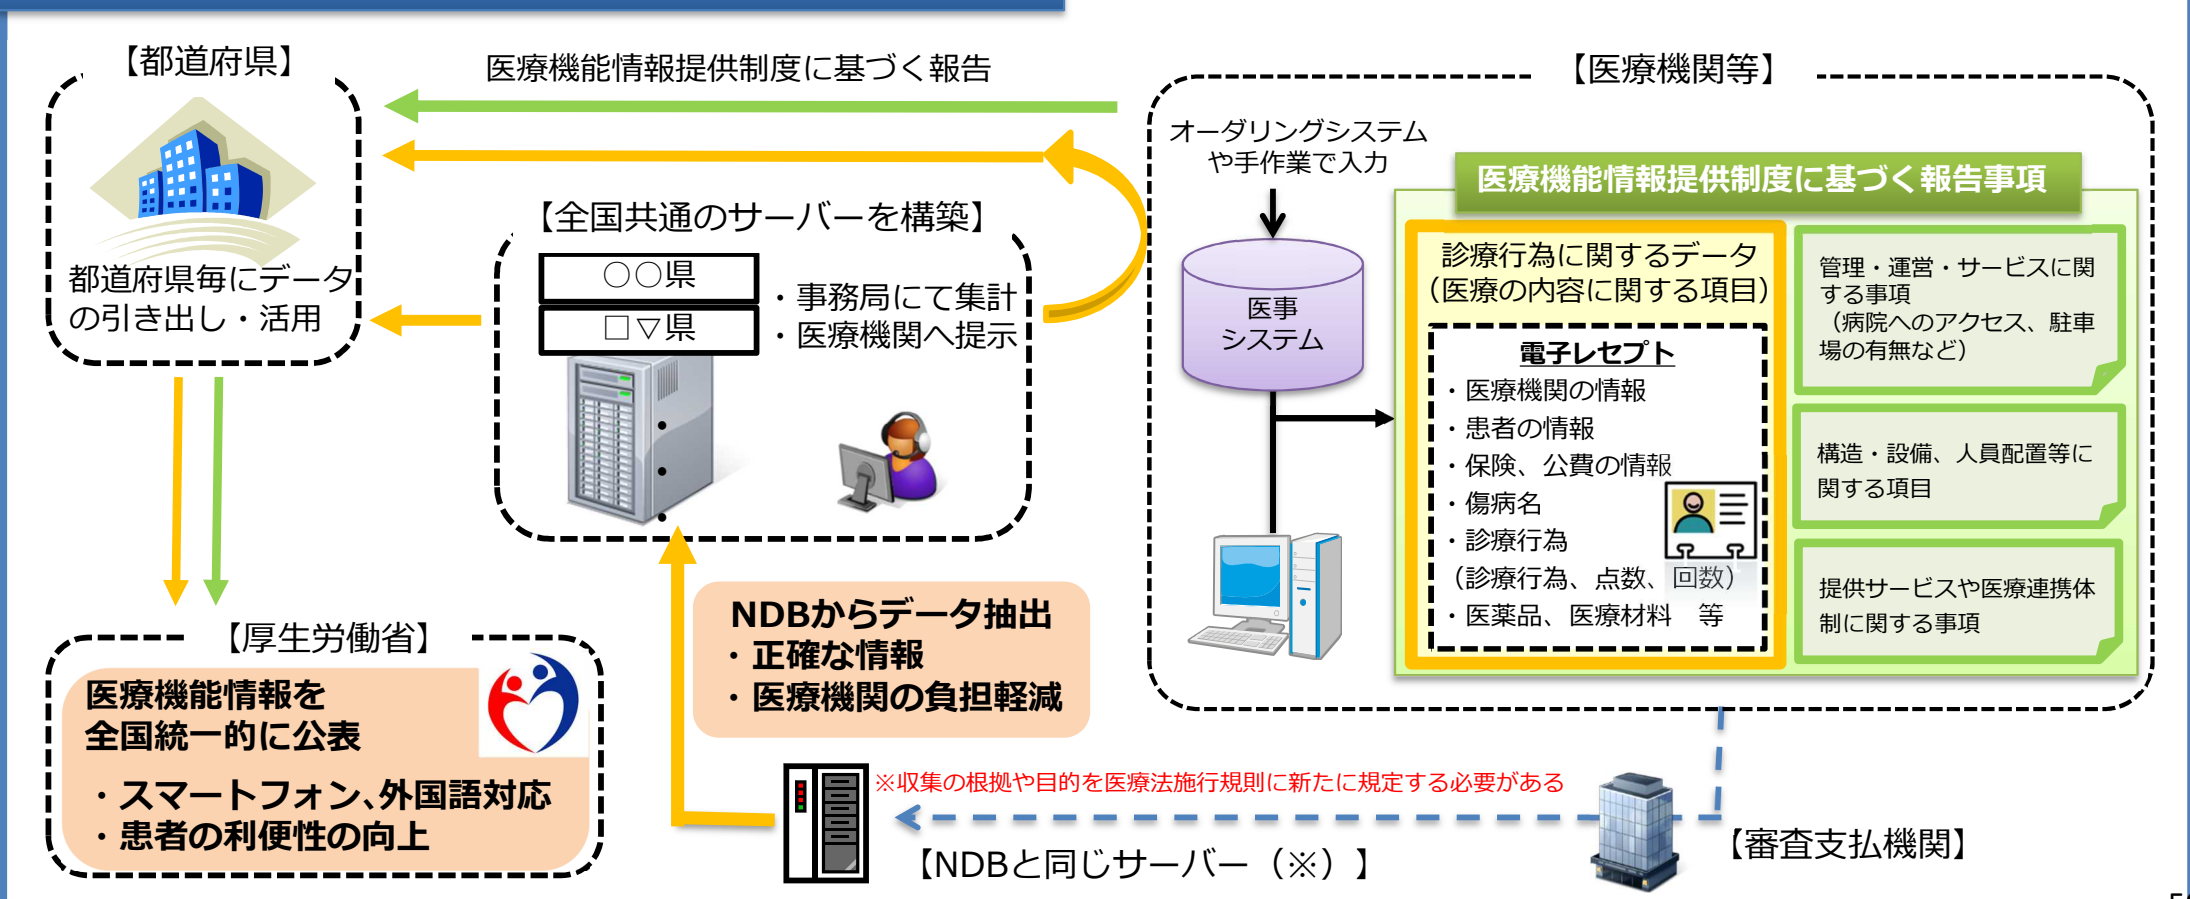 【都道府県】
都道府県毎にデータ
の引き出し・活用
医療機能情報提供制度に基づく報告
【全国共通のサーバーを構築】
○○県
□▽県
・事務局にて集計
・医療機関へ提示
【医療機関等】
オーダリングシステム
や手作業で入力
医事
システム
医療機能情報提供制度に基づく報告事項
診療行為に関するデータ
（医療の内容に関する項目）
電子レセプト
・医療機関の情報
・患者の情報
・保険、公費の情報
・傷病名
・診療行為
（診療行為、点数、回数）
・医薬品、医療材料　等
管理・運営・サービスに関
する事項
（病院へのアクセス、駐車
場の有無など）
構造・設備、人員配置等に
関する項目
提供サービスや医療連携体
制に関する事項
【厚生労働省】
医療機能情報を
全国統一的に公表
・スマートフォン、外国語対応
・患者の利便性の向上
NDBからデータ抽出
・正確な情報
・医療機関の負担軽減
※収集の根拠や目的を医療法施行規則に新たに規定する必要がある
【NDBと同じサーバー（※）】
【審査支払機関】